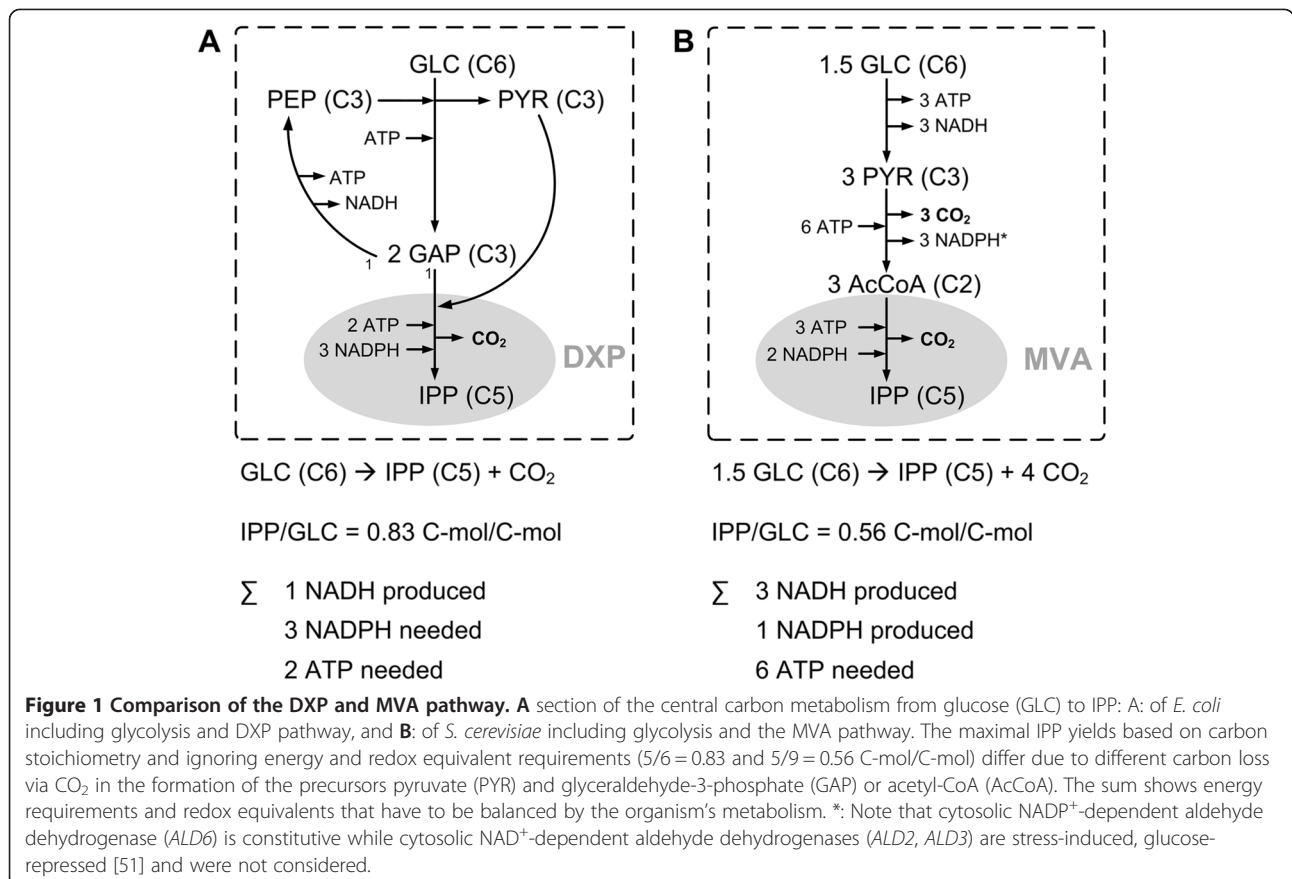 A
GLC (C6)
PEP (C3)
PYR (C3)
ATP
ATP
NADH
1
2 GAP (C3)
1
2 ATP
3 NADPH
CO₂
DXP
IPP (C5)
GLC (C6) → IPP (C5) + CO₂
IPP/GLC = 0.83 C-mol/C-mol
∑ 1 NADH produced
3 NADPH needed
2 ATP needed
B
1.5 GLC (C6)
3 ATP
3 NADH
3 PYR (C3)
3 CO₂
6 ATP
3 NADPH*
3 AcCoA (C2)
3 ATP
CO₂
2 NADPH
MVA
IPP (C5)
1.5 GLC (C6) → IPP (C5) + 4 CO₂
IPP/GLC = 0.56 C-mol/C-mol
∑ 3 NADH produced
1 NADPH produced
6 ATP needed
Figure 1 Comparison of the DXP and MVA pathway. A section of the central carbon metabolism from glucose (GLC) to IPP: A: of E. coli
including glycolysis and DXP pathway, and B: of S. cerevisiae including glycolysis and the MVA pathway. The maximal IPP yields based on carbon
stoichiometry and ignoring energy and redox equivalent requirements (5/6 = 0.83 and 5/9 = 0.56 C-mol/C-mol) differ due to different carbon loss
via CO₂ in the formation of the precursors pyruvate (PYR) and glyceraldehyde-3-phosphate (GAP) or acetyl-CoA (AcCoA). The sum shows energy
requirements and redox equivalents that have to be balanced by the organism's metabolism. *: Note that cytosolic NADP⁺-dependent aldehyde
dehydrogenase (ALD6) is constitutive while cytosolic NAD⁺-dependent aldehyde dehydrogenases (ALD2, ALD3) are stress-induced, glucose-
repressed [51] and were not considered.